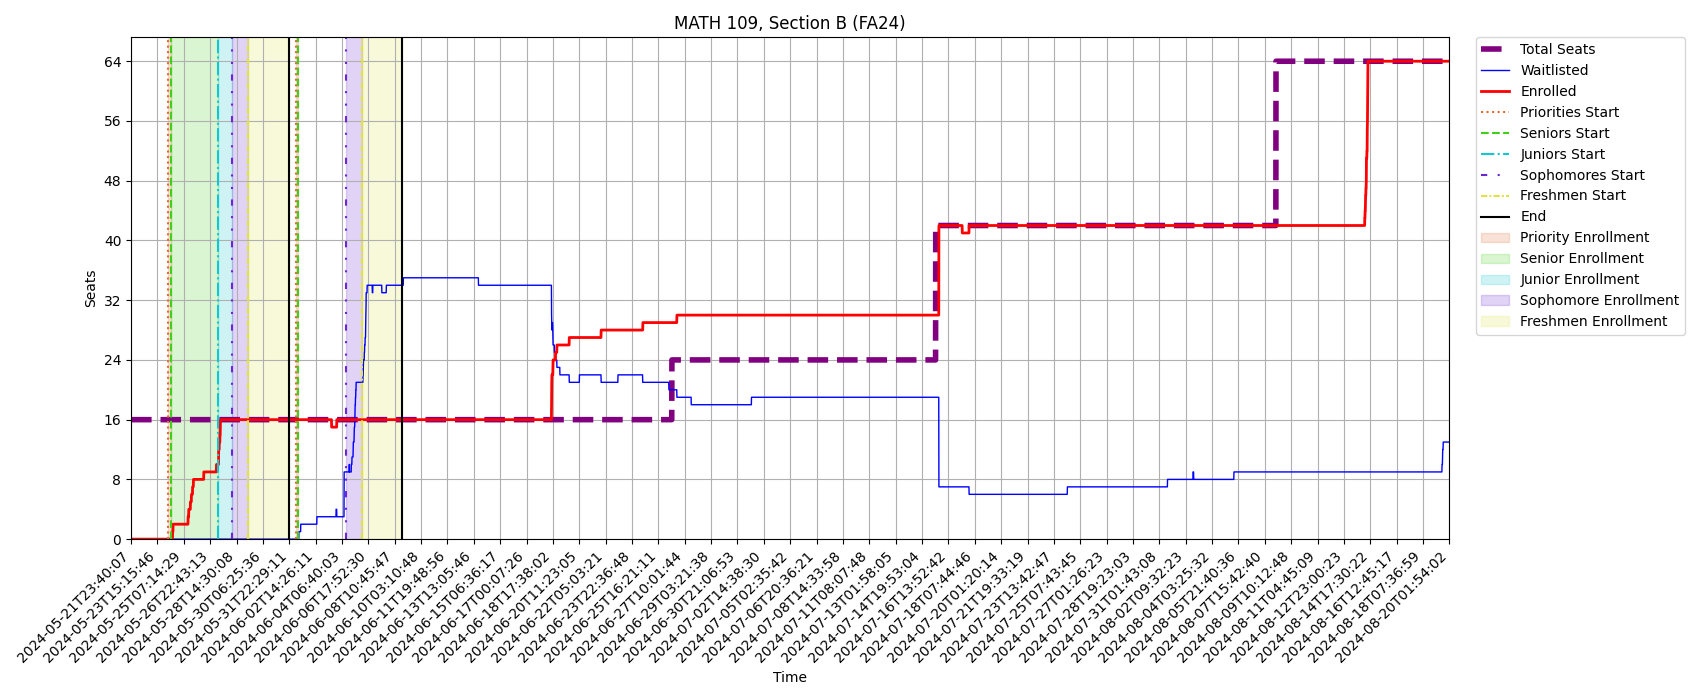 MATH 109, Section B (FA24)
Seats
64
56
48
40
32
24
16
8
0
2024-05-21T23:40:07
2024-05-23T15:15:46
2024-05-25T07:14:29
2024-05-26T22:43:13
2024-05-28T14:30:08
2024-05-30T06:25:36
2024-05-31T22:29:11
2024-06-02T14:26:11
2024-06-04T06:40:03
2024-06-06T17:52:30
2024-06-08T10:45:47
2024-06-10T03:10:48
2024-06-11T19:48:56
2024-06-13T13:05:46
2024-06-15T06:36:17
2024-06-17T00:07:26
2024-06-18T17:38:02
2024-06-20T11:23:05
2024-06-22T05:03:21
2024-06-23T22:36:48
2024-06-25T16:21:11
2024-06-27T10:01:44
2024-06-29T03:21:38
2024-06-30T21:06:53
2024-07-02T14:38:30
2024-07-05T02:35:42
2024-07-06T20:36:21
2024-07-08T14:33:58
2024-07-11T08:07:48
2024-07-13T01:58:05
2024-07-14T19:53:04
2024-07-16T13:52:42
2024-07-18T07:44:46
2024-07-20T01:20:14
2024-07-21T19:33:19
2024-07-23T13:42:47
2024-07-25T07:43:45
2024-07-27T01:26:23
2024-07-28T19:23:03
2024-07-31T01:43:08
2024-08-02T09:32:23
2024-08-04T03:25:32
2024-08-05T21:40:36
2024-08-07T15:42:40
2024-08-09T10:12:48
2024-08-11T04:45:09
2024-08-12T23:00:23
2024-08-14T17:30:22
2024-08-16T12:45:17
2024-08-18T07:36:59
2024-08-20T01:54:02
Time
Total Seats
Waitlisted
Enrolled
Priorities Start
Seniors Start
Juniors Start
Sophomores Start
Freshmen Start
End
Priority Enrollment
Senior Enrollment
Junior Enrollment
Sophomore Enrollment
Freshmen Enrollment